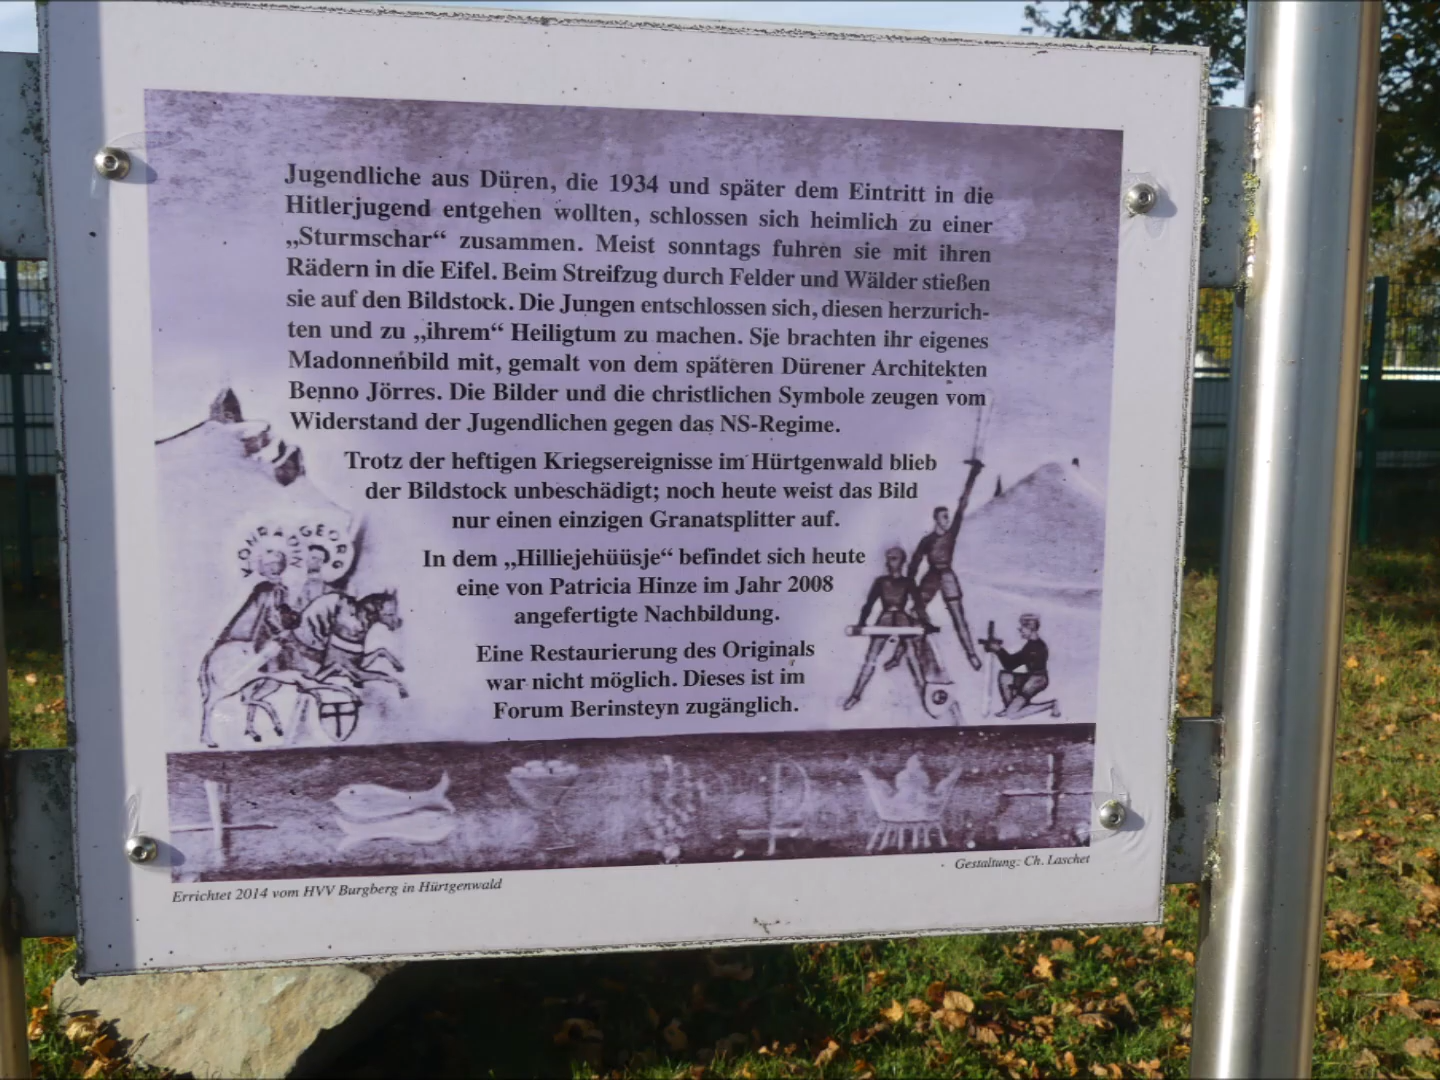 Jugendliche aus Düren, die 1934 und später dem Eintritt in die
Hitlerjugend entgehen wollten, schlossen sich heimlich zu einer
„Sturmschar“ zusammen. Meist sonntags fuhren sie mit ihren
Rädern in die Eifel. Beim Streifzug durch Felder und Wälder stießen
sie auf den Bildstock. Die Jungen entschlossen sich, diesen herzurich-
ten und zu „ihrem“ Heiligtum zu machen. Sie brachten ihr eigenes
Madonnenbild mit, gemalt von dem späteren Dürener Architekten
Benno Jörres. Die Bilder und die christlichen Symbole zeugen vom
Widerstand der Jugendlichen gegen das NS-Regime.
Trotz der heftigen Kriegsereignisse im Hürtgenwald blieb
der Bildstock unbeschädigt; noch heute weist das Bild
nur einen einzigen Granatsplitter auf.
KONRADIN GEORG
In dem „Hilliejehüüsje“ befindet sich heute
eine von Patricia Hinze im Jahr 2008
angefertigte Nachbildung.
Eine Restaurierung des Originals
war nicht möglich. Dieses ist im
Forum Berinsteyn zugänglich.
Errichtet 2014 vom HVV Burgberg in Hürtgenwald
Gestaltung: Ch. Laschet